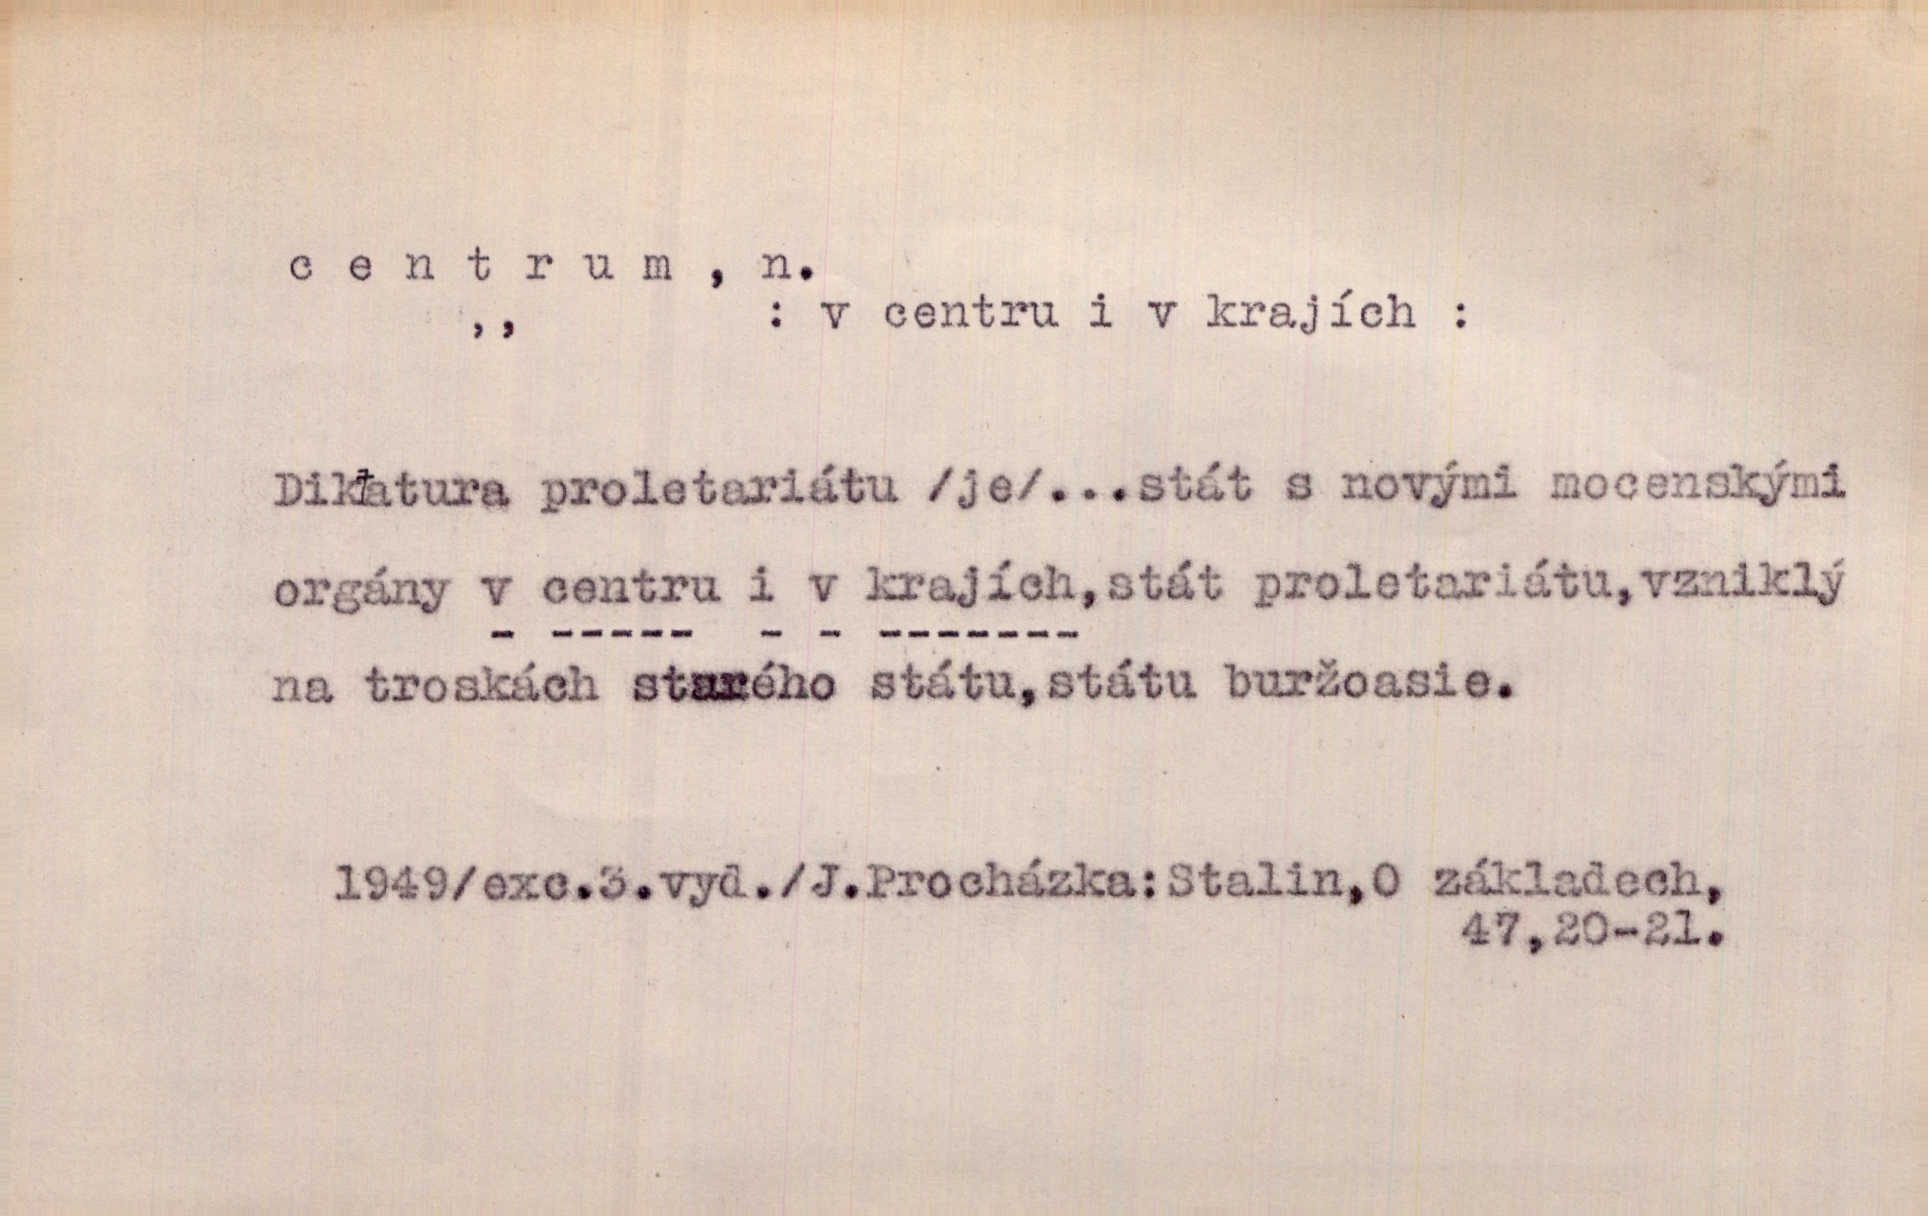 c e n t r u m , n.
,, : v centru i v krajích :
Diktatura proletariátu /je/...stát s novými mocenskými
orgány v centru i v krajích,stát proletariátu,vzniklý
na troskách starého státu,státu buržoasie.
1949/exc.3.vyd./J.Procházka:Stalin,O základech,
47,20-21.